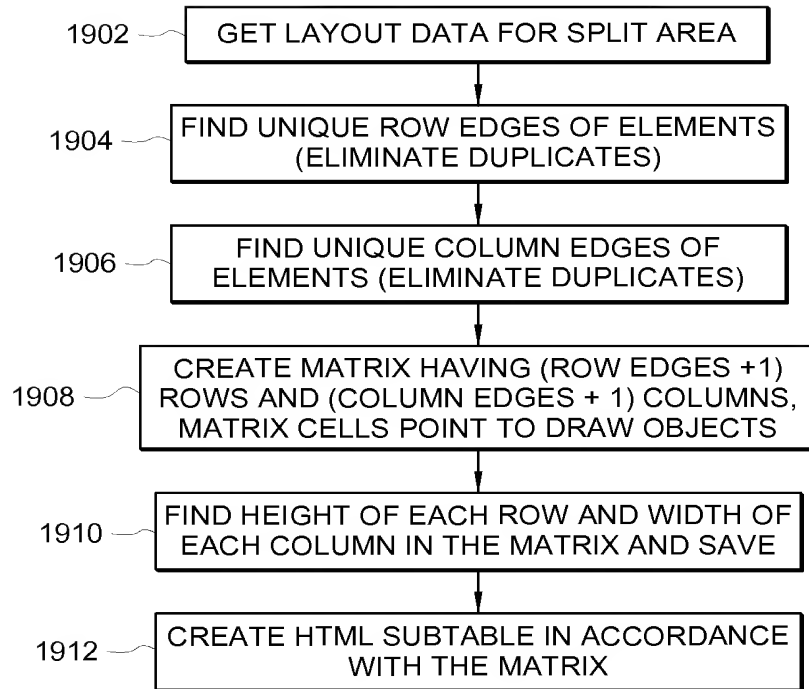 1902
GET LAYOUT DATA FOR SPLIT AREA
1904
FIND UNIQUE ROW EDGES OF ELEMENTS
(ELIMINATE DUPLICATES)
1906
FIND UNIQUE COLUMN EDGES OF
ELEMENTS (ELIMINATE DUPLICATES)
1908
CREATE MATRIX HAVING (ROW EDGES +1)
ROWS AND (COLUMN EDGES + 1) COLUMNS,
MATRIX CELLS POINT TO DRAW OBJECTS
1910
FIND HEIGHT OF EACH ROW AND WIDTH OF
EACH COLUMN IN THE MATRIX AND SAVE
1912
CREATE HTML SUBTABLE IN ACCORDANCE
WITH THE MATRIX